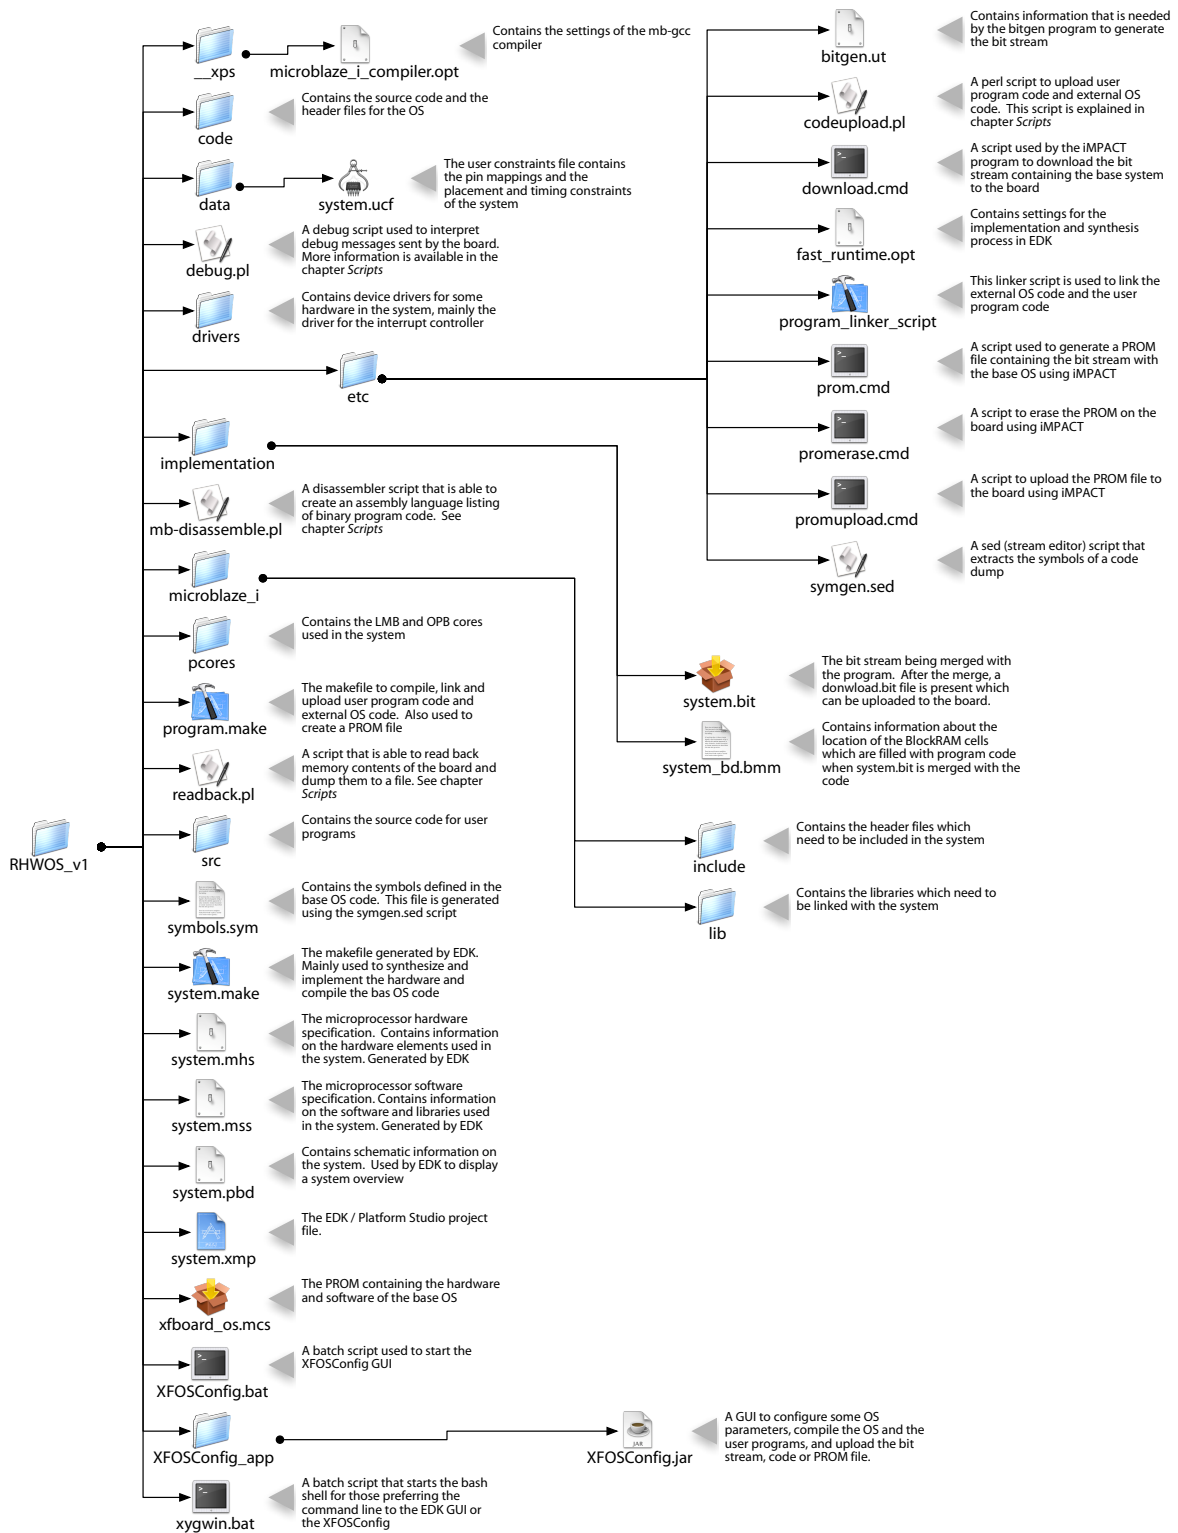 __xps
microblaze_i_compiler.opt
Contains the settings of the mb-gcc
compiler
code
Contains the source code and the
header files for the OS
data
system.ucf
The user constraints file contains
the pin mappings and the
placement and timing constraints
of the system
debug.pl
A debug script used to interpret
debug messages sent by the board.
More information is available in the
chapter Scripts
drivers
Contains device drivers for some
hardware in the system, mainly the
driver for the interrupt controller
etc
bitgen.ut
Contains information that is needed
by the bitgen program to generate
the bit stream
codeupload.pl
A perl script to upload user
program code and external OS
code.  This script is explained in
chapter Scripts
download.cmd
A script used by the iMPACT
program to download the bit
stream containing the base system
to the board
fast_runtime.opt
Contains settings for the
implementation and synthesis
process in EDK
program_linker_script
This linker script is used to link the
external OS code and the user
program code
prom.cmd
A script used to generate a PROM
file containing the bit stream with
the base OS using iMPACT
promerase.cmd
A script to erase the PROM on the
board using iMPACT
promupload.cmd
A script to upload the PROM file to
the board using iMPACT
symgen.sed
A sed (stream editor) script that
extracts the symbols of a code
dump
implementation
mb-disassemble.pl
A disassembler script that is able to
create an assembly language listing
of binary program code.  See
chapter Scripts
microblaze_i
pcores
Contains the LMB and OPB cores
used in the system
system.bit
The bit stream being merged with
the program.  After the merge, a
donwload.bit file is present which
can be uploaded to the board.
system_bd.bmm
Contains information about the
location of the BlockRAM cells
which are filled with program code
when system.bit is merged with the
code
program.make
The makefile to compile, link and
upload user program code and
external OS code.  Also used to
create a PROM file
readback.pl
A script that is able to read back
memory contents of the board and
dump them to a file. See chapter
Scripts
RHWOS_v1
src
Contains the source code for user
programs
include
Contains the header files which
need to be included in the system
lib
Contains the libraries which need to
be linked with the system
symbols.sym
Contains the symbols defined in the
base OS code.  This file is generated
using the symgen.sed script
system.make
The makefile generated by EDK.
Mainly used to synthesize and
implement the hardware and
compile the bas OS code
system.mhs
The microprocessor hardware
specification.  Contains information
on the hardware elements used in
the system. Generated by EDK
system.mss
The microprocessor software
specification. Contains information
on the software and libraries used
in the system. Generated by EDK
system.pbd
Contains schematic information on
the system.  Used by EDK to display
a system overview
system.xmp
The EDK / Platform Studio project
file.
xfboard_os.mcs
The PROM containing the hardware
and software of the base OS
XFOSConfig.bat
A batch script used to start the
XFOSConfig GUI
XFOSConfig_app
JAR
XFOSConfig.jar
A GUI to configure some OS
parameters, compile the OS and the
user programs, and upload the bit
stream, code or PROM file.
xygwin.bat
A batch script that starts the bash
shell for those preferring the
command line to the EDK GUI or
the XFOSConfig